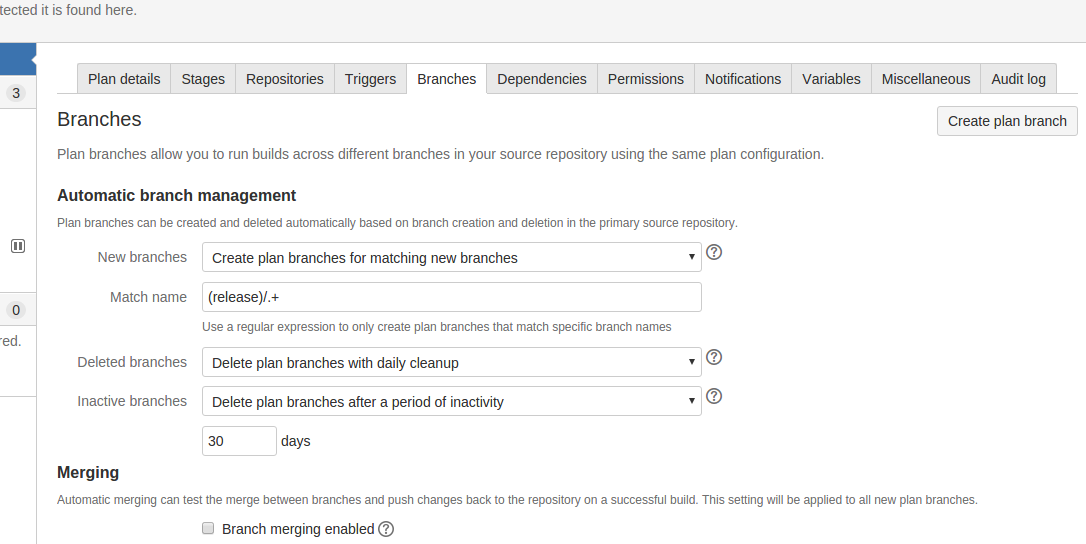 tected it is found here.
Plan details Stages Repositories Triggers Branches Dependencies Permissions Notifications Variables Miscellaneous Audit log
3
Branches
Create plan branch
Plan branches allow you to run builds across different branches in your source repository using the same plan configuration.
Automatic branch management
Plan branches can be created and deleted automatically based on branch creation and deletion in the primary source repository.
New branches Create plan branches for matching new branches
Match name (release)/.+
0
Use a regular expression to only create plan branches that match specific branch names
red.
Deleted branches Delete plan branches with daily cleanup
Inactive branches Delete plan branches after a period of inactivity
30 days
Merging
Automatic merging can test the merge between branches and push changes back to the repository on a successful build. This setting will be applied to all new plan branches.
Branch merging enabled